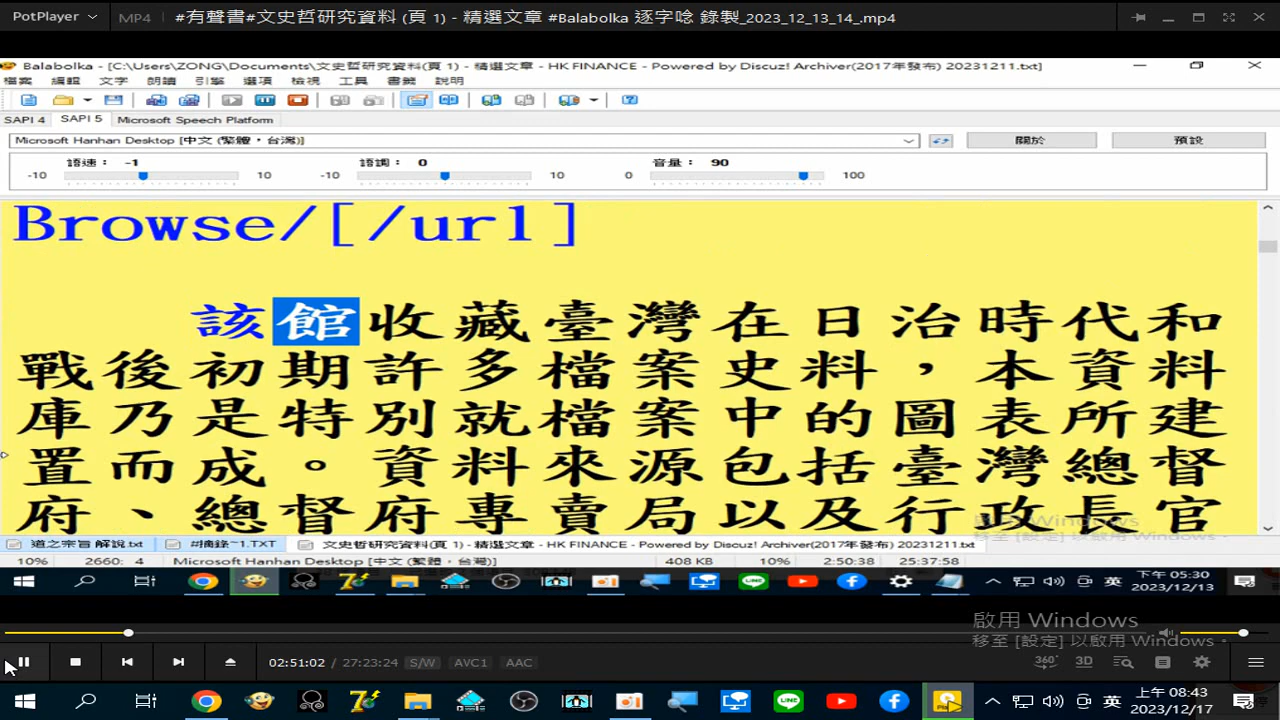 PotPlayer MP4 #有聲書#文史哲研究資料 (頁 1) - 精選文章 #Balabolka 逐字唸 錄製_2023_12_13_14_.mp4
Balabolka - [C:\Users\ZONG\Documents\文史哲研究資料(頁 1) - 精選文章 - HK FINANCE - Powered by Discuz! Archiver(2017年發布) 20231211.txt]
檔案 編輯 文字 朗讀 引擎 選項 檢視 工具 書籤 說明
SAPI 4 SAPI 5 Microsoft Speech Platform
Microsoft Hanhan Desktop [中文 (繁體，台灣)] 關於 預設
語速： -1 語調： 0 音量： 90
-10 10 -10 10 0 100
Browse/[/url]
該館收藏臺灣在日治時代和
戰後初期許多檔案史料，本資料
庫乃是特別就檔案中的圖表所建
置而成。資料來源包括臺灣總督
府、總督府專賣局以及行政長官
道之宗旨 解說.txt #摘錄~1.TXT 文史哲研究資料(頁 1) - 精選文章 - HK FINANCE - Powered by Discuz! Archiver(2017年發布) 20231211.txt
10% 2660: 4 Microsoft Hanhan Desktop [中文 (繁體，台灣)] 408 KB 10% 2:50:38 25:37:58
英 下午 05:30
2023/12/13
啟用 Windows
移至 [設定] 以啟用 Windows。
02:51:02 / 27:23:24 S/W AVC1 AAC 360° 3D
英 上午 08:43
2023/12/17